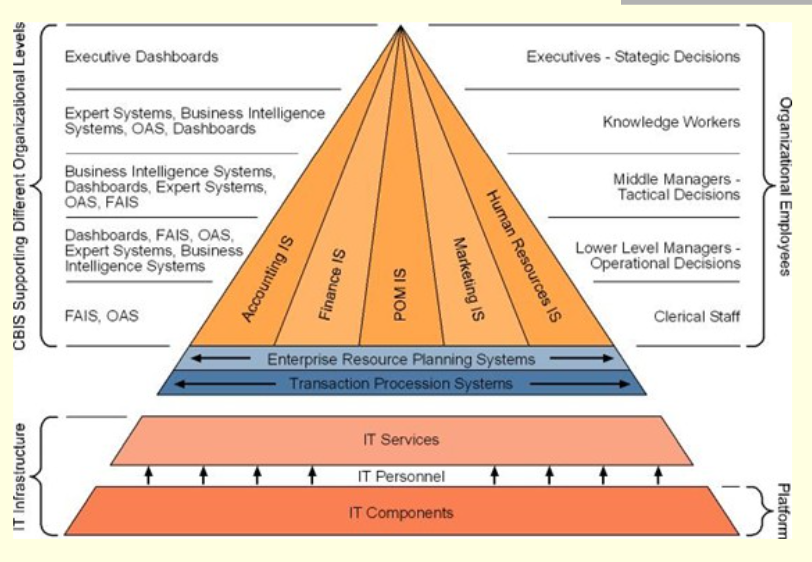 CBIS Supporting Different Organizational Levels
Executive Dashboards
Executives - Stategic Decisions
Expert Systems, Business Intelligence
Systems, OAS, Dashboards
Knowledge Workers
Business Intelligence Systems,
Dashboards, Expert Systems,
OAS, FAIS
Middle Managers -
Tactical Decisions
Dashboards, FAIS, OAS,
Expert Systems, Business
Intelligence Systems
Lower Level Managers -
Operational Decisions
FAIS, OAS
Clerical Staff
Organizational Employees
Accounting IS
Finance IS
POM IS
Marketing IS
Human Resources IS
Enterprise Resource Planning Systems
Transaction Procession Systems
IT Infrastructure
IT Services
IT Personnel
IT Components
Platform